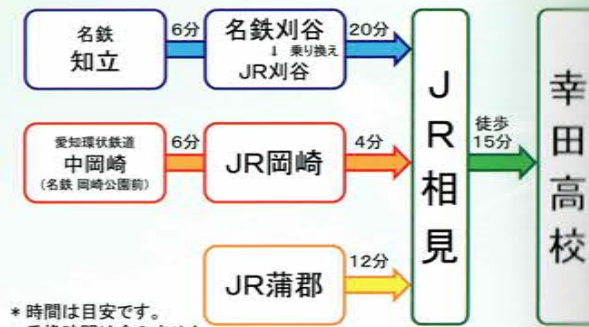 名鉄
知立
6分
名鉄刈谷
↓ 乗り換え
JR刈谷
20分
愛知環状鉄道
中岡崎
(名鉄 岡崎公園前)
6分
JR岡崎
4分
JR蒲郡
12分
JR相見
徒歩
15分
幸田高校
*時間は目安です。